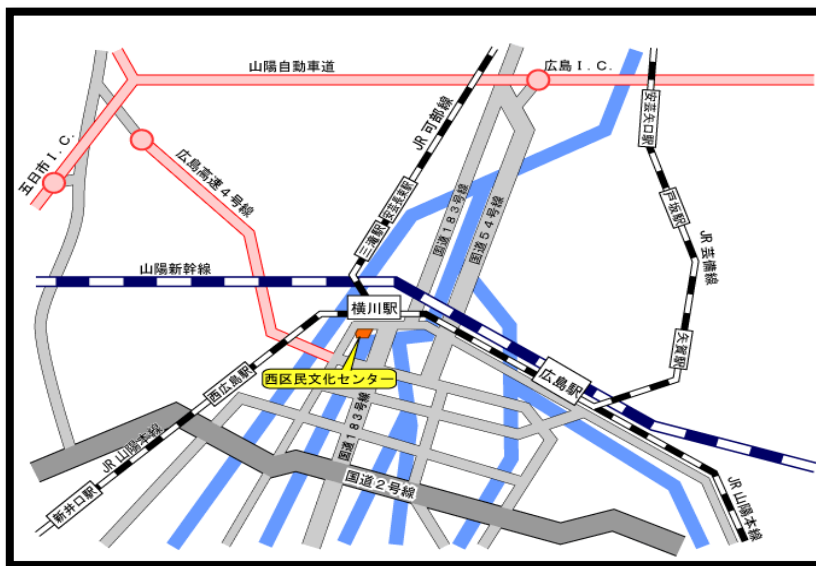 山陽自動車道
広島Ｉ.Ｃ.
五日市Ｉ.Ｃ.
広島高速４号線
JR可部線
安芸長束駅
三滝駅
国道１８３号線
国道５４号線
安芸矢口駅
戸坂駅
JR芸備線
矢賀駅
山陽新幹線
横川駅
西広島駅
西区民文化センター
広島駅
国道１８３号線
JR山陽本線
新井口駅
国道２号線
JR山陽本線